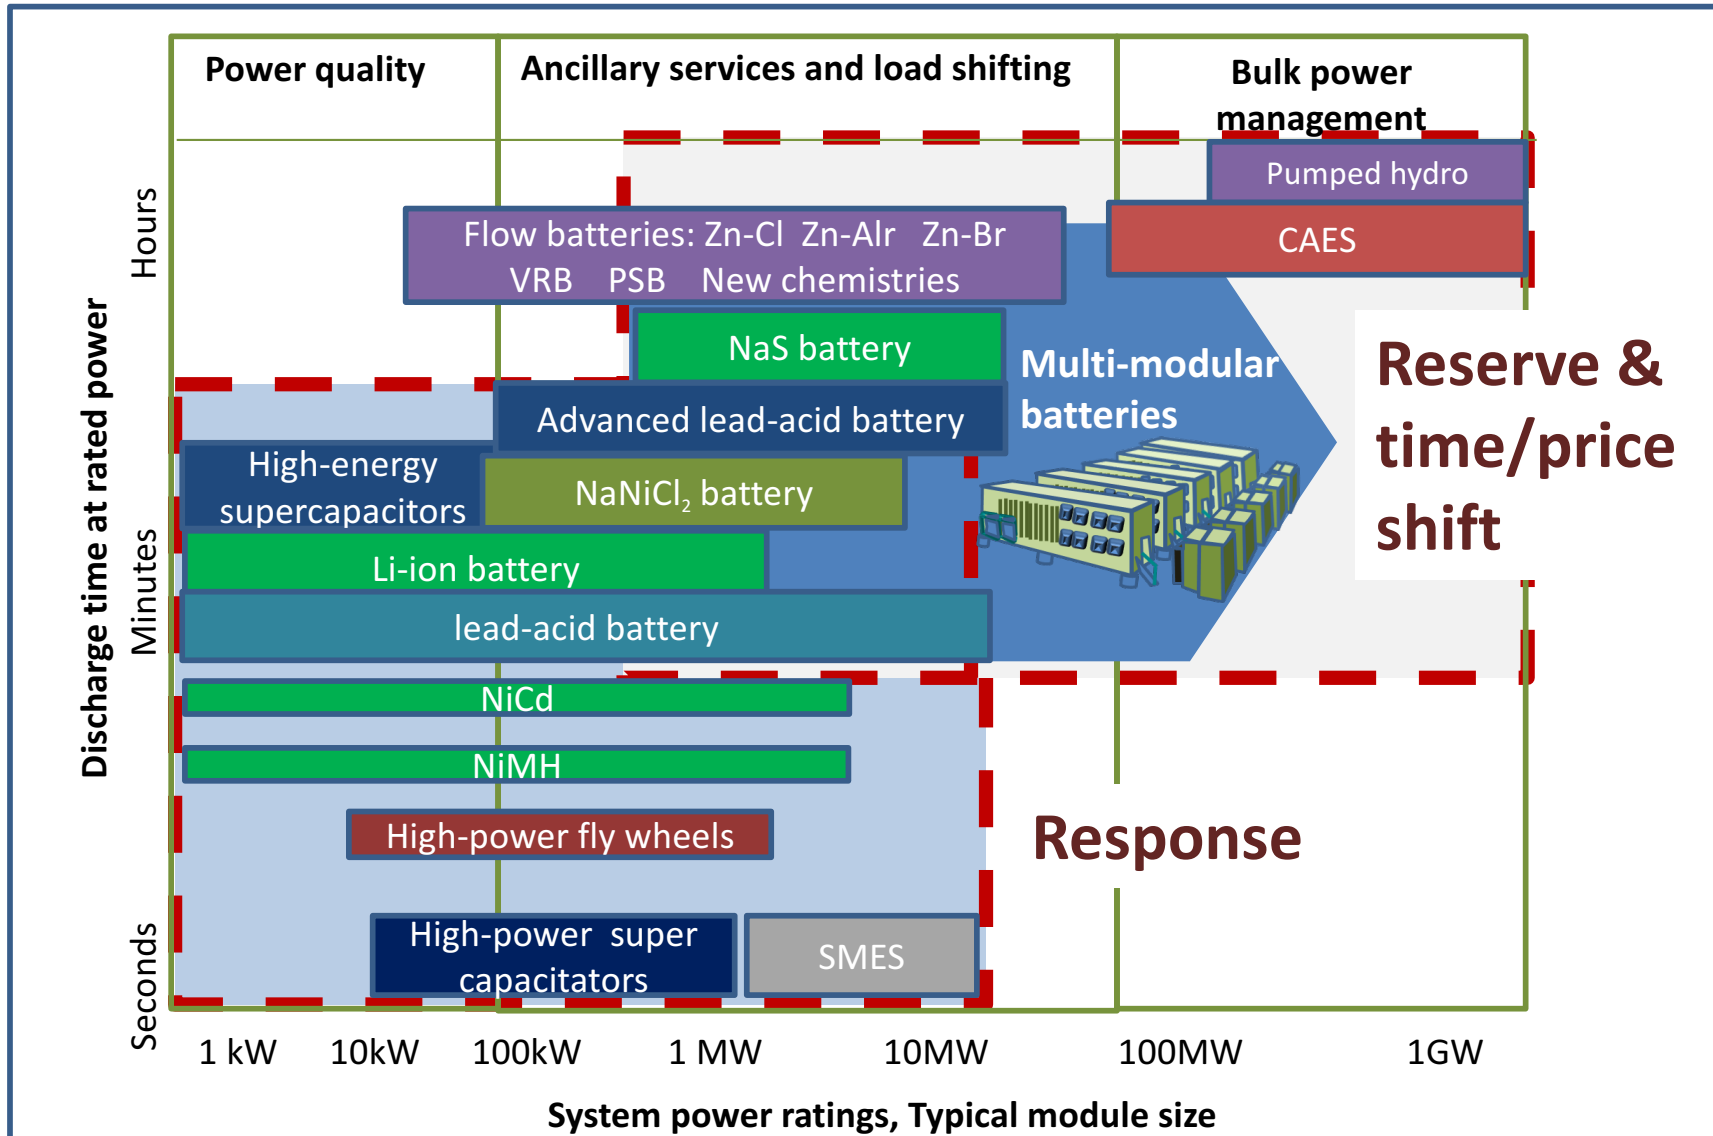 Power quality
Ancillary services and load shifting
Bulk power
management
Pumped hydro
CAES
Flow batteries: Zn-Cl Zn-Alr Zn-Br
VRB PSB New chemistries
NaS battery
Advanced lead-acid battery
Multi-modular
batteries
Reserve &
time/price
shift
High-energy
supercapacitors
NaNiCl₂ battery
Li-ion battery
lead-acid battery
NiCd
NiMH
High-power fly wheels
Response
High-power super
capacitators
SMES
Discharge time at rated power
Hours
Minutes
Seconds
1 kW 10kW 100kW 1 MW 10MW 100MW 1GW
System power ratings, Typical module size